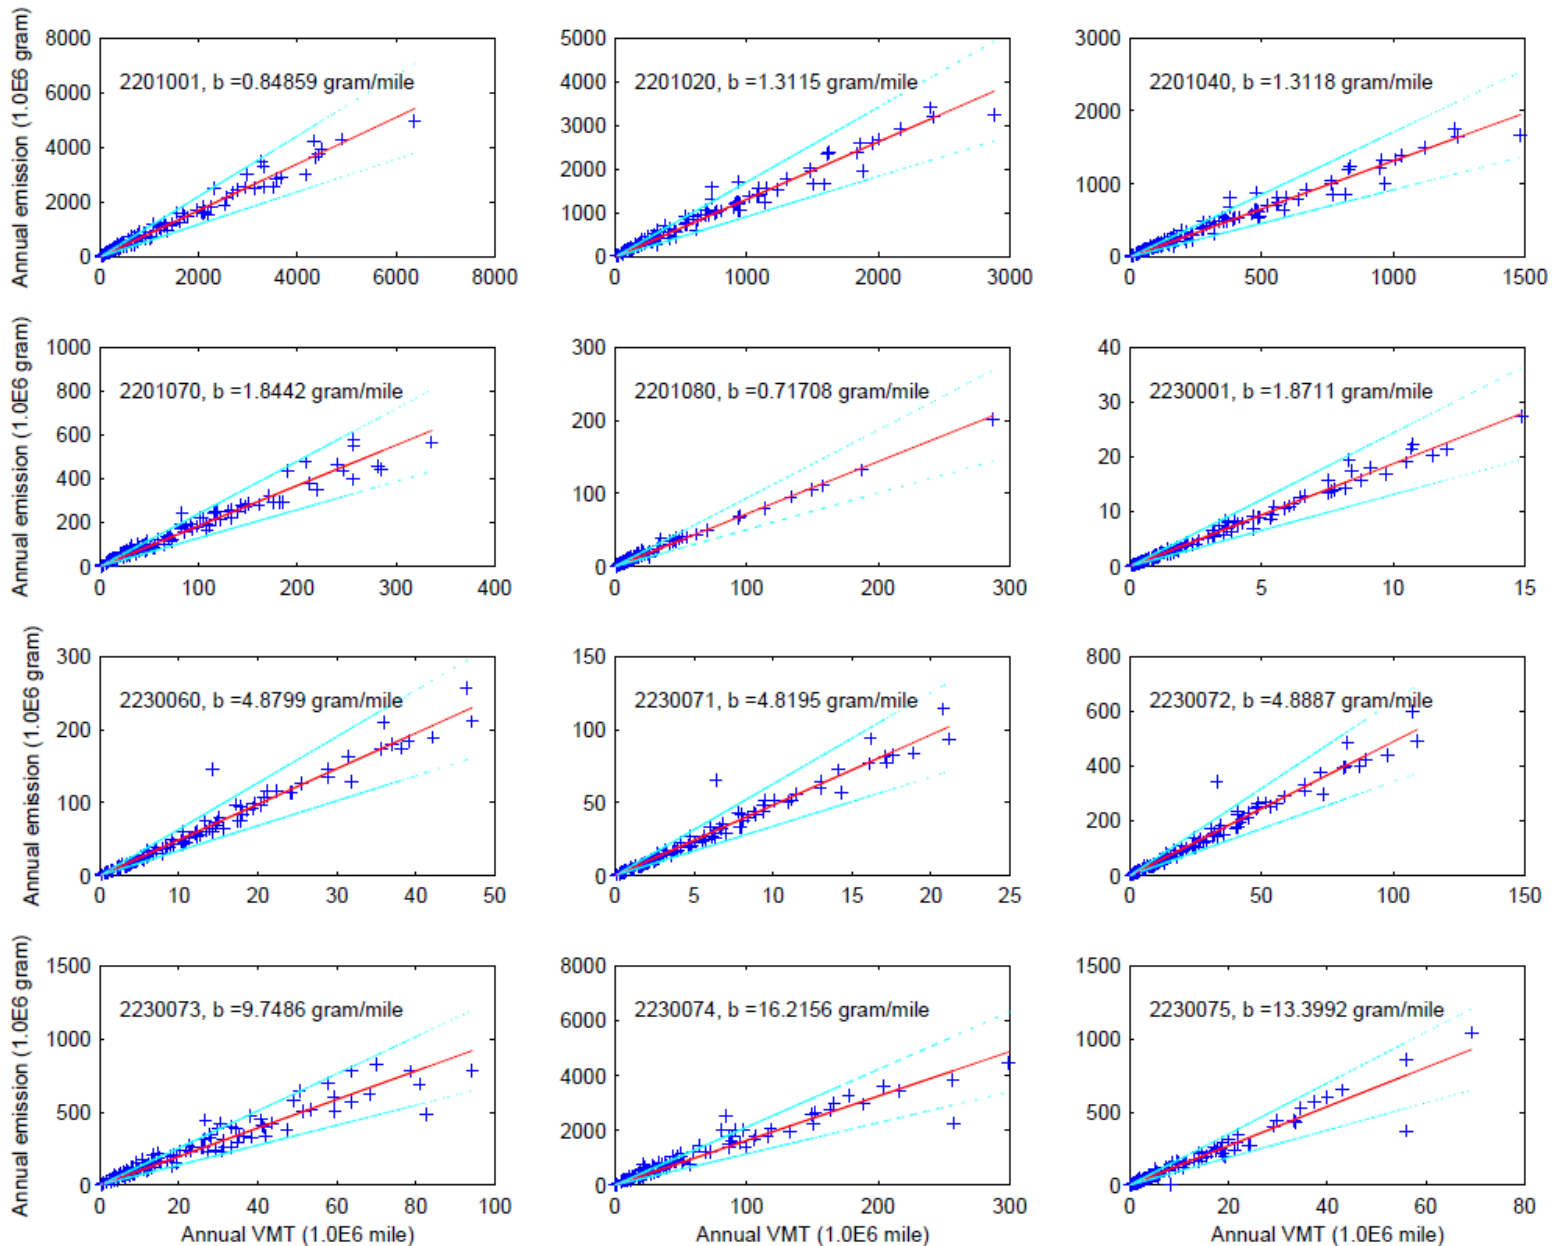 Annual emission (1.0E6 gram)
8000
6000
4000
2000
0
2201001, b =0.84859 gram/mile
0 2000 4000 6000 8000
5000
4000
3000
2000
1000
0
2201020, b =1.3115 gram/mile
0 1000 2000 3000
3000
2000
1000
0
2201040, b =1.3118 gram/mile
0 500 1000 1500
Annual emission (1.0E6 gram)
1000
800
600
400
200
0
2201070, b =1.8442 gram/mile
0 100 200 300 400
300
200
100
0
2201080, b =0.71708 gram/mile
0 100 200 300
40
30
20
10
0
2230001, b =1.8711 gram/mile
0 5 10 15
Annual emission (1.0E6 gram)
300
200
100
0
2230060, b =4.8799 gram/mile
0 10 20 30 40 50
150
100
50
0
2230071, b =4.8195 gram/mile
0 5 10 15 20 25
800
600
400
200
0
2230072, b =4.8887 gram/mile
0 50 100 150
Annual emission (1.0E6 gram)
1500
1000
500
0
2230073, b =9.7486 gram/mile
0 20 40 60 80 100
Annual VMT (1.0E6 mile)
8000
6000
4000
2000
0
2230074, b =16.2156 gram/mile
0 100 200 300
Annual VMT (1.0E6 mile)
1500
1000
500
0
2230075, b =13.3992 gram/mile
0 20 40 60 80
Annual VMT (1.0E6 mile)